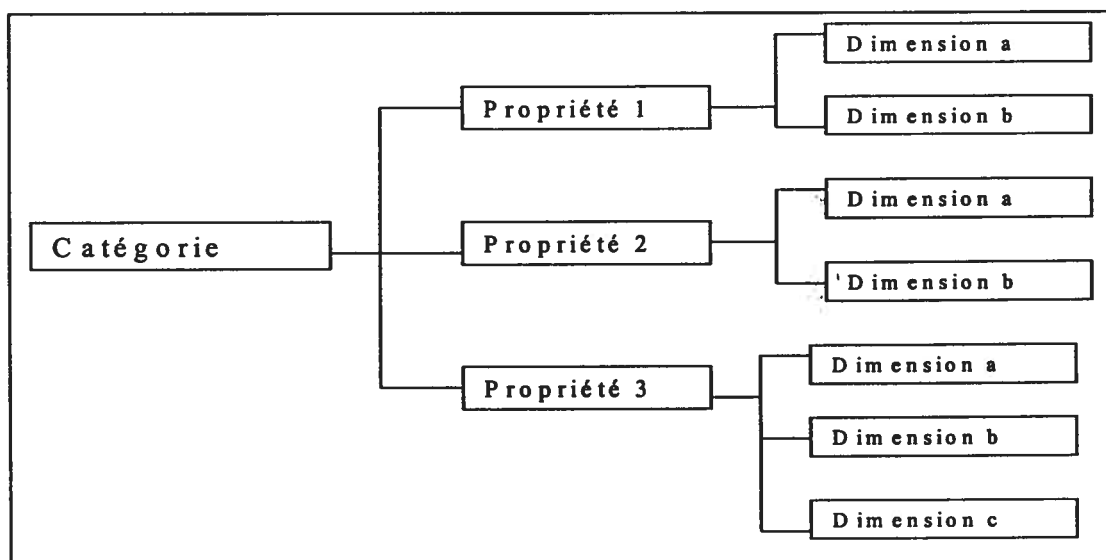 Catégorie
Propriété 1
Dimension a
Dimension b
Propriété 2
Dimension a
Dimension b
Propriété 3
Dimension a
Dimension b
Dimension c